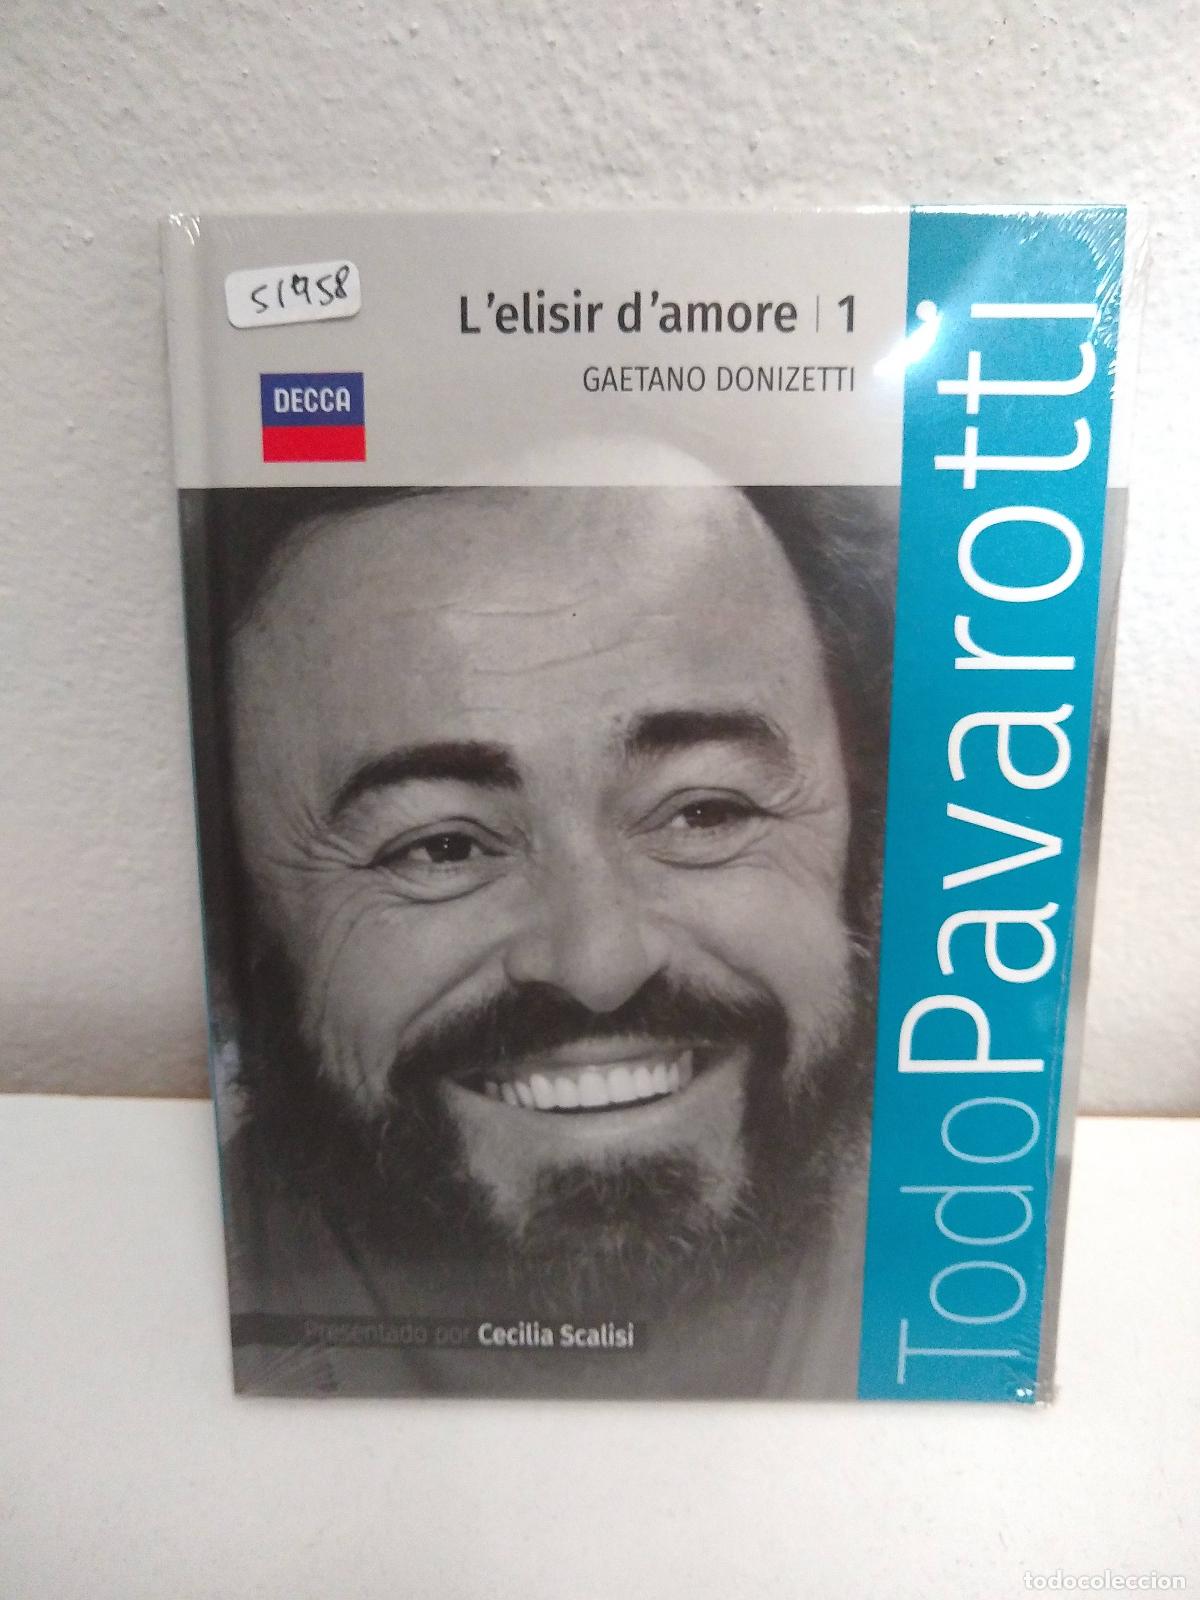 51958
L'elisir d'amore | 1
GAETANO DONIZETTI
DECCA
TodoPavarotti
Presentado por Cecilia Scalisi
todocoleccion